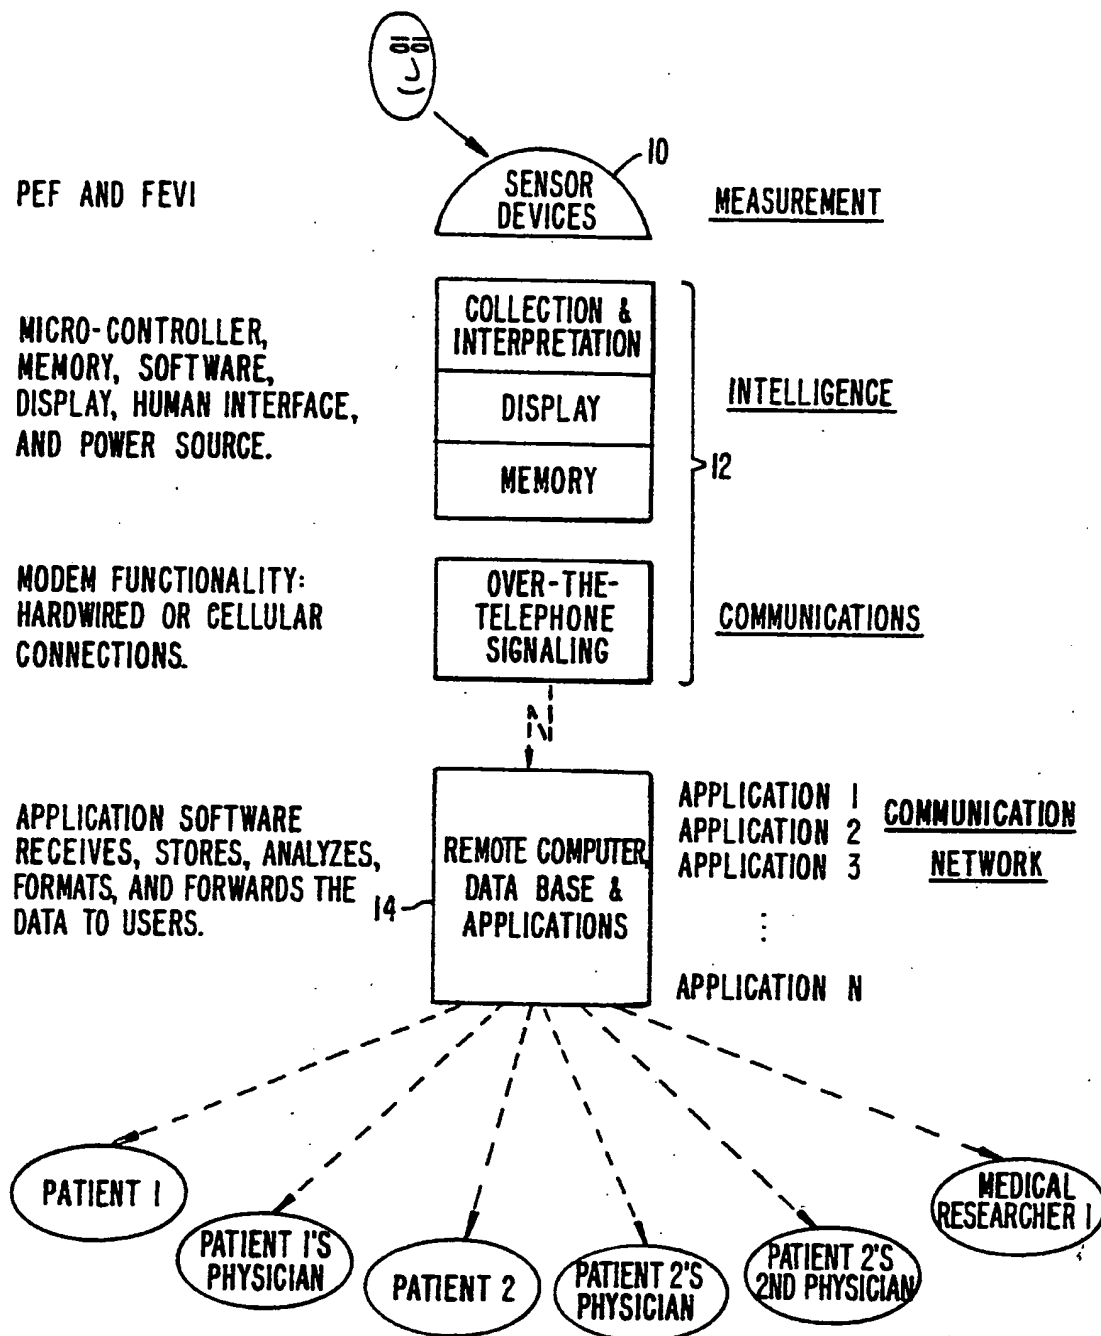 10
PEF AND FEVI
SENSOR
DEVICES
MEASUREMENT
MICRO-CONTROLLER,
MEMORY, SOFTWARE,
DISPLAY, HUMAN INTERFACE,
AND POWER SOURCE.
COLLECTION &
INTERPRETATION
DISPLAY
MEMORY
INTELLIGENCE
12
MODEM FUNCTIONALITY:
HARDWIRED OR CELLULAR
CONNECTIONS.
OVER-THE-
TELEPHONE
SIGNALING
COMMUNICATIONS
APPLICATION SOFTWARE
RECEIVES, STORES, ANALYZES,
FORMATS, AND FORWARDS THE
DATA TO USERS.
14
REMOTE COMPUTER,
DATA BASE &
APPLICATIONS
APPLICATION 1
APPLICATION 2
APPLICATION 3
⋮
APPLICATION N
COMMUNICATION
NETWORK
PATIENT 1
PATIENT 1'S
PHYSICIAN
PATIENT 2
PATIENT 2'S
PHYSICIAN
PATIENT 2'S
2ND PHYSICIAN
MEDICAL
RESEARCHER 1